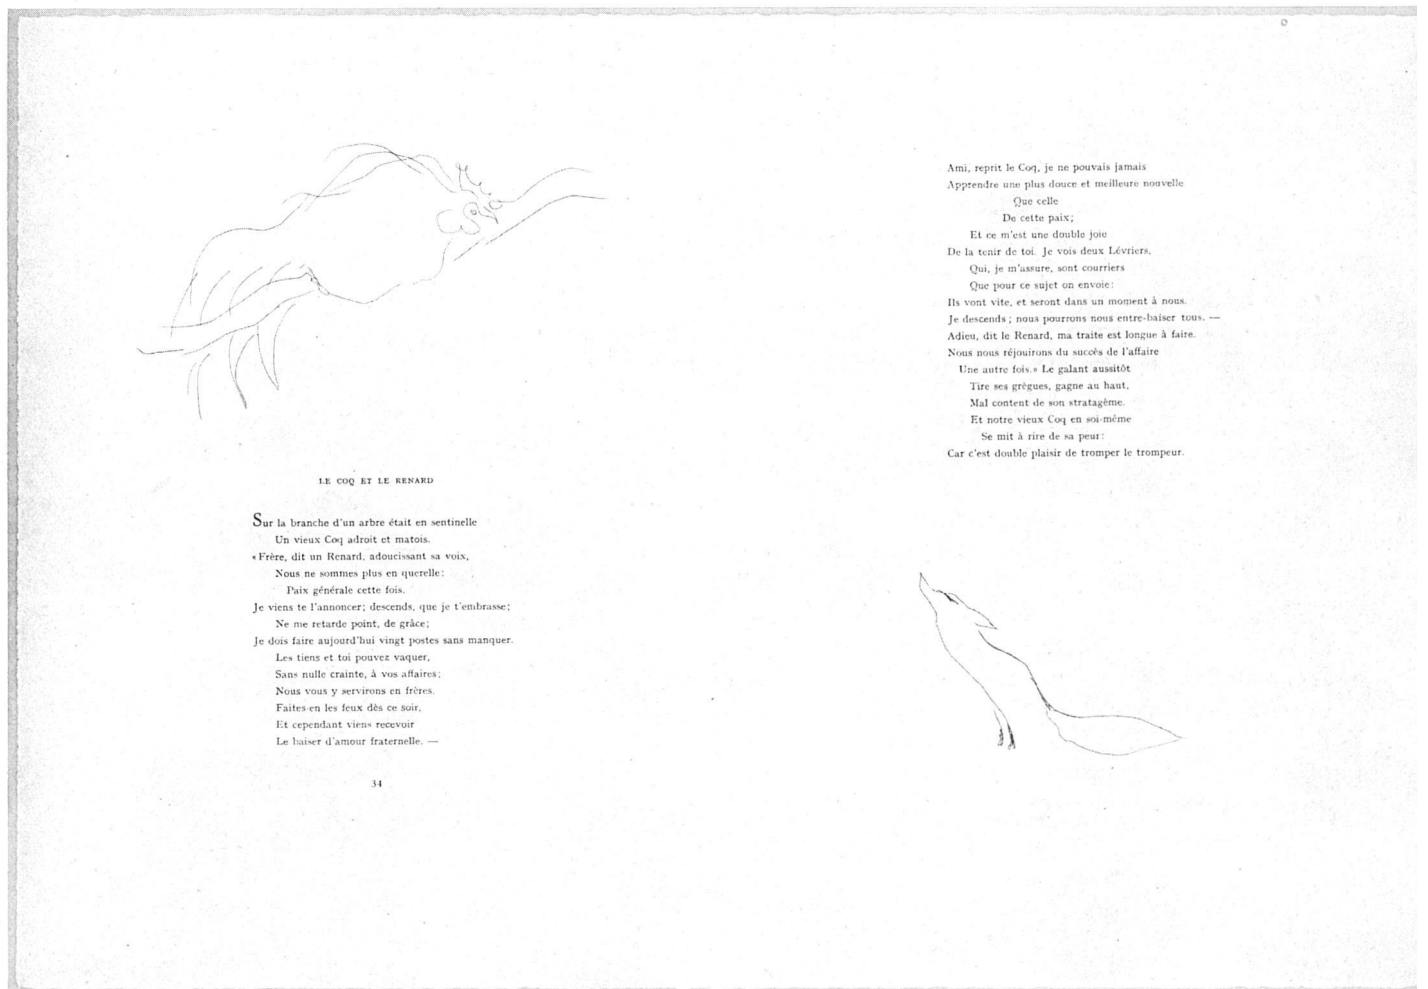 LE COQ ET LE RENARD
Sur la branche d'un arbre était en sentinelle
Un vieux Coq adroit et matois.
« Frère, dit un Renard, adoucissant sa voix,
Nous ne sommes plus en querelle:
Paix générale cette fois.
Je viens te l'annoncer; descends, que je t'embrasse;
Ne me retarde point, de grâce;
Je dois faire aujourd'hui vingt postes sans manquer.
Les tiens et toi pouvez vaquer,
Sans nulle crainte, à vos affaires;
Nous vous y servirons en frères.
Faites-en les feux dès ce soir,
Et cependant viens recevoir
Le baiser d'amour fraternelle. —
34
Ami, reprit le Coq, je ne pouvais jamais
Apprendre une plus douce et meilleure nouvelle
Que celle
De cette paix;
Et ce m'est une double joie
De la tenir de toi. Je vois deux Lévriers,
Qui, je m'assure, sont courriers
Que pour ce sujet on envoie:
Ils vont vite, et seront dans un moment à nous.
Je descends; nous pourrons nous entre-baiser tous. —
Adieu, dit le Renard, ma traite est longue à faire.
Nous nous réjouirons du succès de l'affaire
Une autre fois. » Le galant aussitôt
Tire ses grègues, gagne au haut,
Mal content de son stratagème.
Et notre vieux Coq en soi-même
Se mit à rire de sa peur:
Car c'est double plaisir de tromper le trompeur.